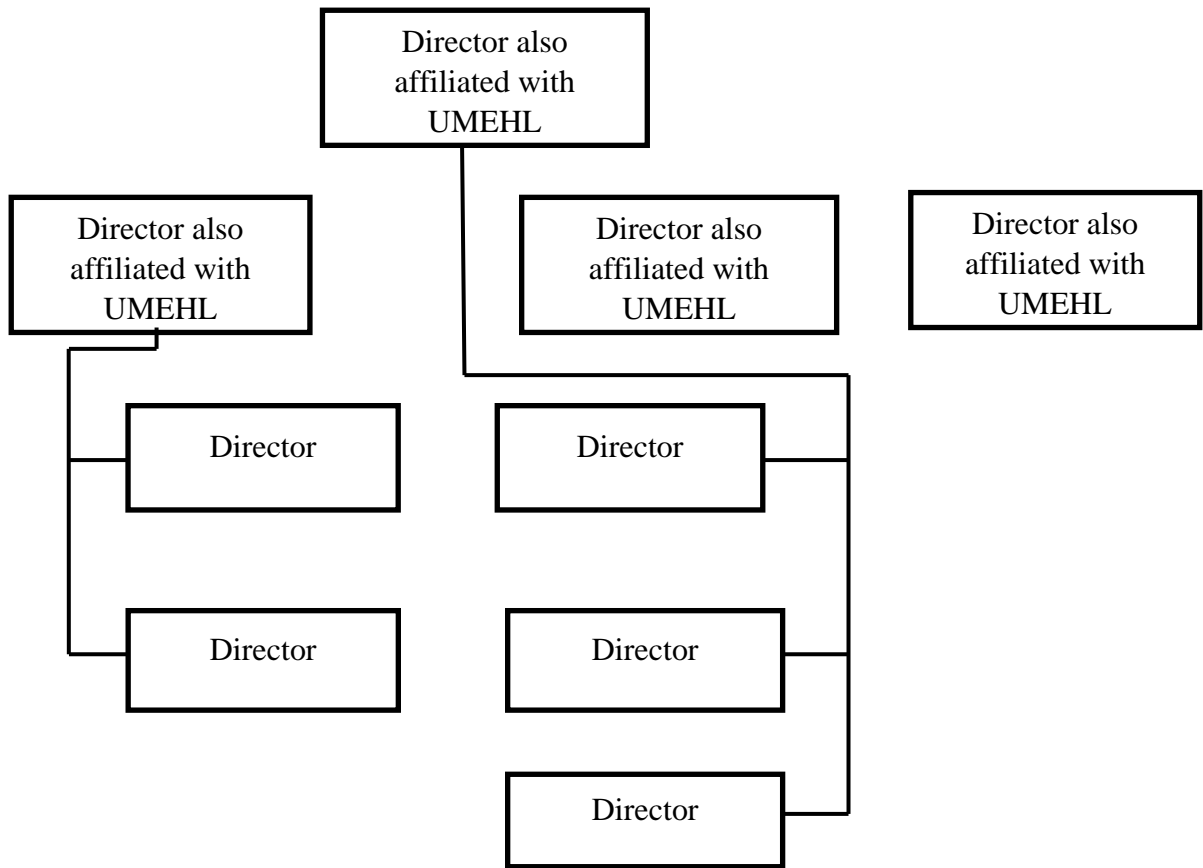 Director also
affiliated with
UMEHL
Director also
affiliated with
UMEHL
Director also
affiliated with
UMEHL
Director also
affiliated with
UMEHL
Director
Director
Director
Director
Director